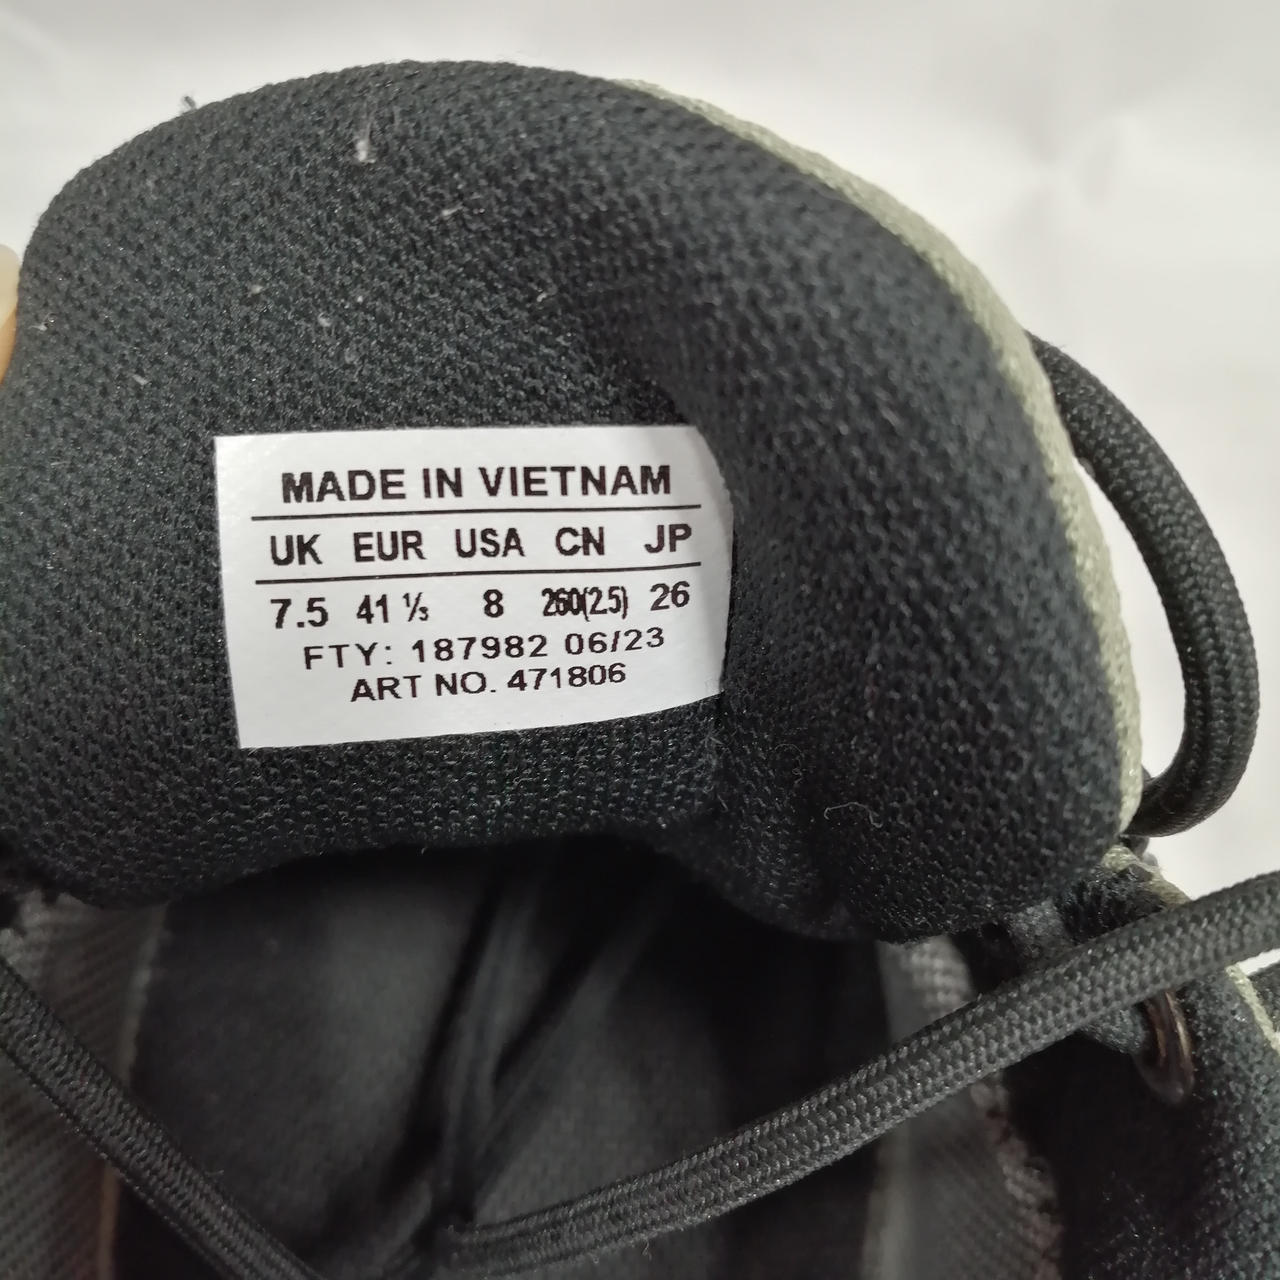 MADE IN VIETNAM
UK EUR USA CN JP
7.5 41 ⅓ 8 260(2.5) 26
FTY: 187982 06/23
ART NO. 471806